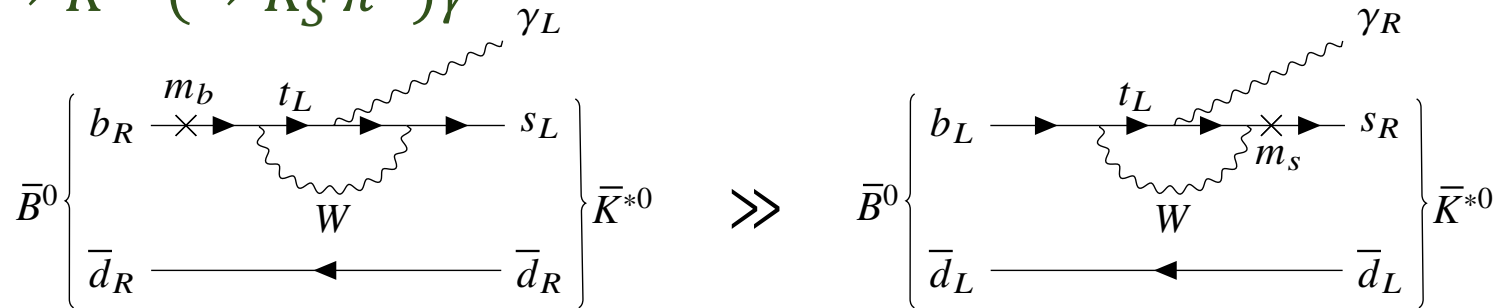 γ_L
m_b t_L
b_R s_L
B̄⁰ K̄*⁰
W
d̄_R d̄_R
≫
γ_R
t_L
b_L s_R
m_s
B̄⁰ K̄*⁰
W
d̄_L d̄_L